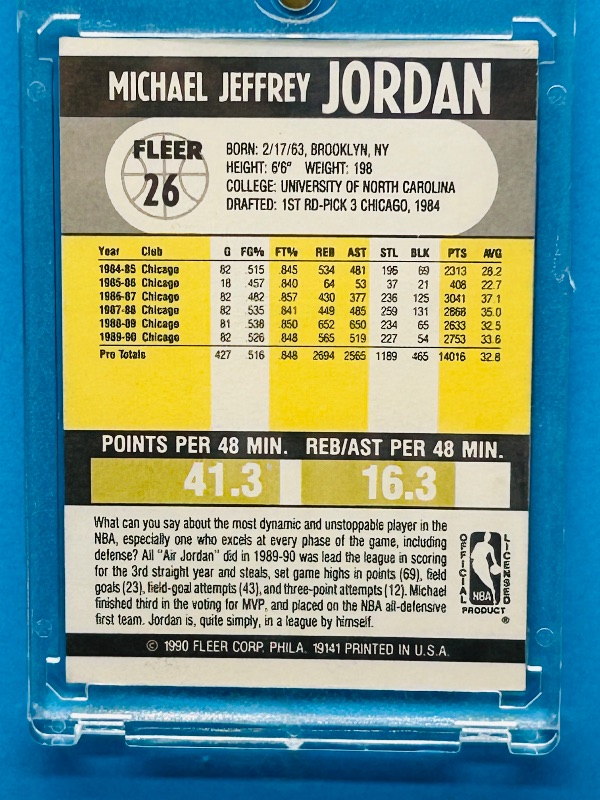 MICHAEL JEFFREY JORDAN
FLEER
26
BORN: 2/17/63, BROOKLYN, NY
HEIGHT: 6'6" WEIGHT: 198
COLLEGE: UNIVERSITY OF NORTH CAROLINA
DRAFTED: 1ST RD-PICK 3 CHICAGO, 1984
Year Club G FG% FT% REB AST STL BLK PTS AVG
1984-85 Chicago 82 .515 .845 534 481 196 69 2313 28.2
1985-86 Chicago 18 .457 .840 64 53 37 21 408 22.7
1986-87 Chicago 82 .482 .857 430 377 236 125 3041 37.1
1987-88 Chicago 82 .535 .841 449 485 259 131 2868 35.0
1988-89 Chicago 81 .538 .850 652 650 234 65 2633 32.5
1989-90 Chicago 82 .526 .848 565 519 227 54 2753 33.6
Pro Totals 427 .516 .848 2694 2565 1189 465 14016 32.8
POINTS PER 48 MIN. REB/AST PER 48 MIN.
41.3 16.3
What can you say about the most dynamic and unstoppable player in the
NBA, especially one who excels at every phase of the game, including
defense? All "Air Jordan" did in 1989-90 was lead the league in scoring
for the 3rd straight year and steals, set game highs in points (69), field
goals (23), field-goal attempts (43), and three-point attempts (12). Michael
finished third in the voting for MVP, and placed on the NBA all-defensive
first team. Jordan is, quite simply, in a league by himself.
OFFICIAL
LICENSED
NBA
PRODUCT ®
© 1990 FLEER CORP. PHILA. 19141 PRINTED IN U.S.A.